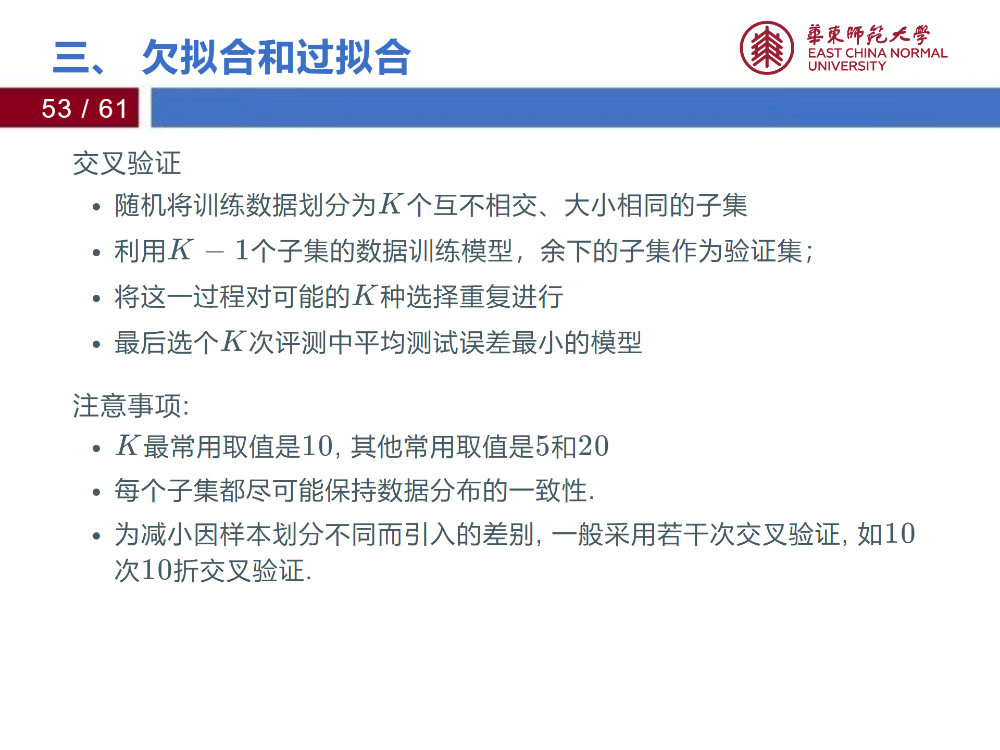 三、 欠拟合和过拟合
華東师范大學
EAST CHINA NORMAL
UNIVERSITY
53 / 61
交叉验证
• 随机将训练数据划分为K个互不相交、大小相同的子集
• 利用K − 1个子集的数据训练模型，余下的子集作为验证集；
• 将这一过程对可能的K种选择重复进行
• 最后选个K次评测中平均测试误差最小的模型
注意事项:
• K最常用取值是10, 其他常用取值是5和20
• 每个子集都尽可能保持数据分布的一致性.
• 为减小因样本划分不同而引入的差别, 一般采用若干次交叉验证, 如10
次10折交叉验证.